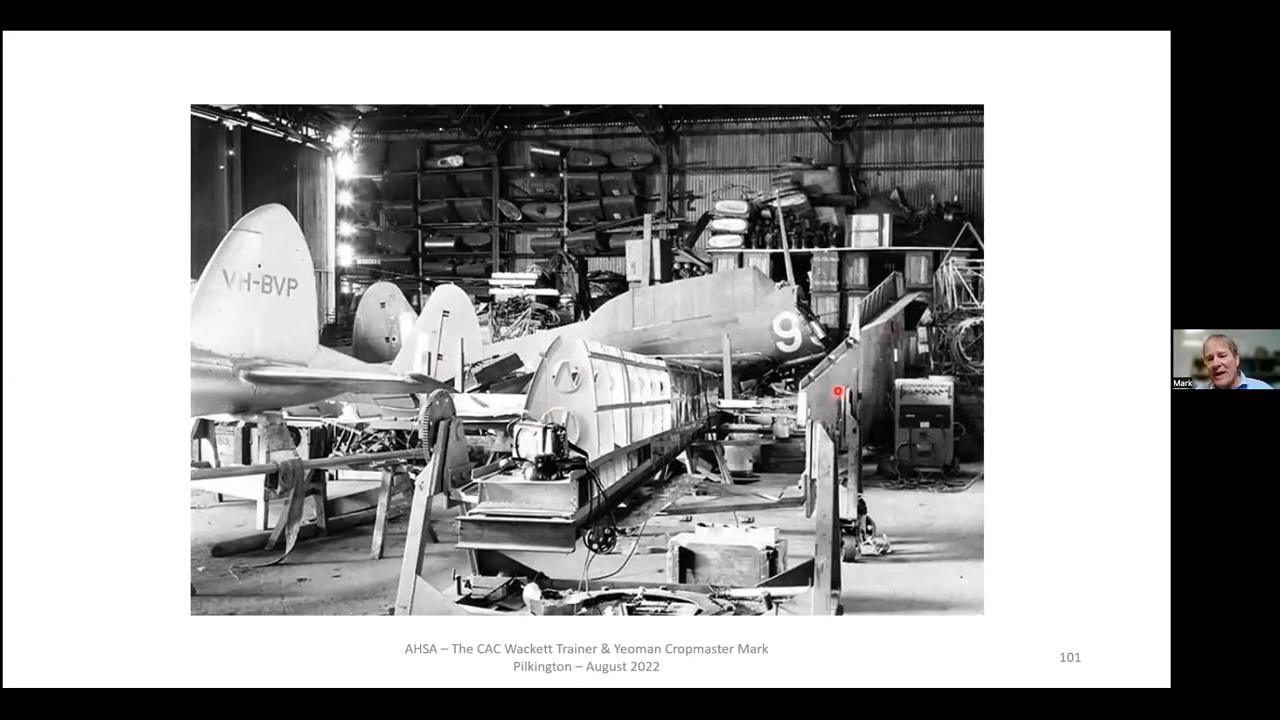 VH-BVP
9
Mark
AHSA – The CAC Wackett Trainer & Yeoman Cropmaster Mark
Pilkington – August 2022
101